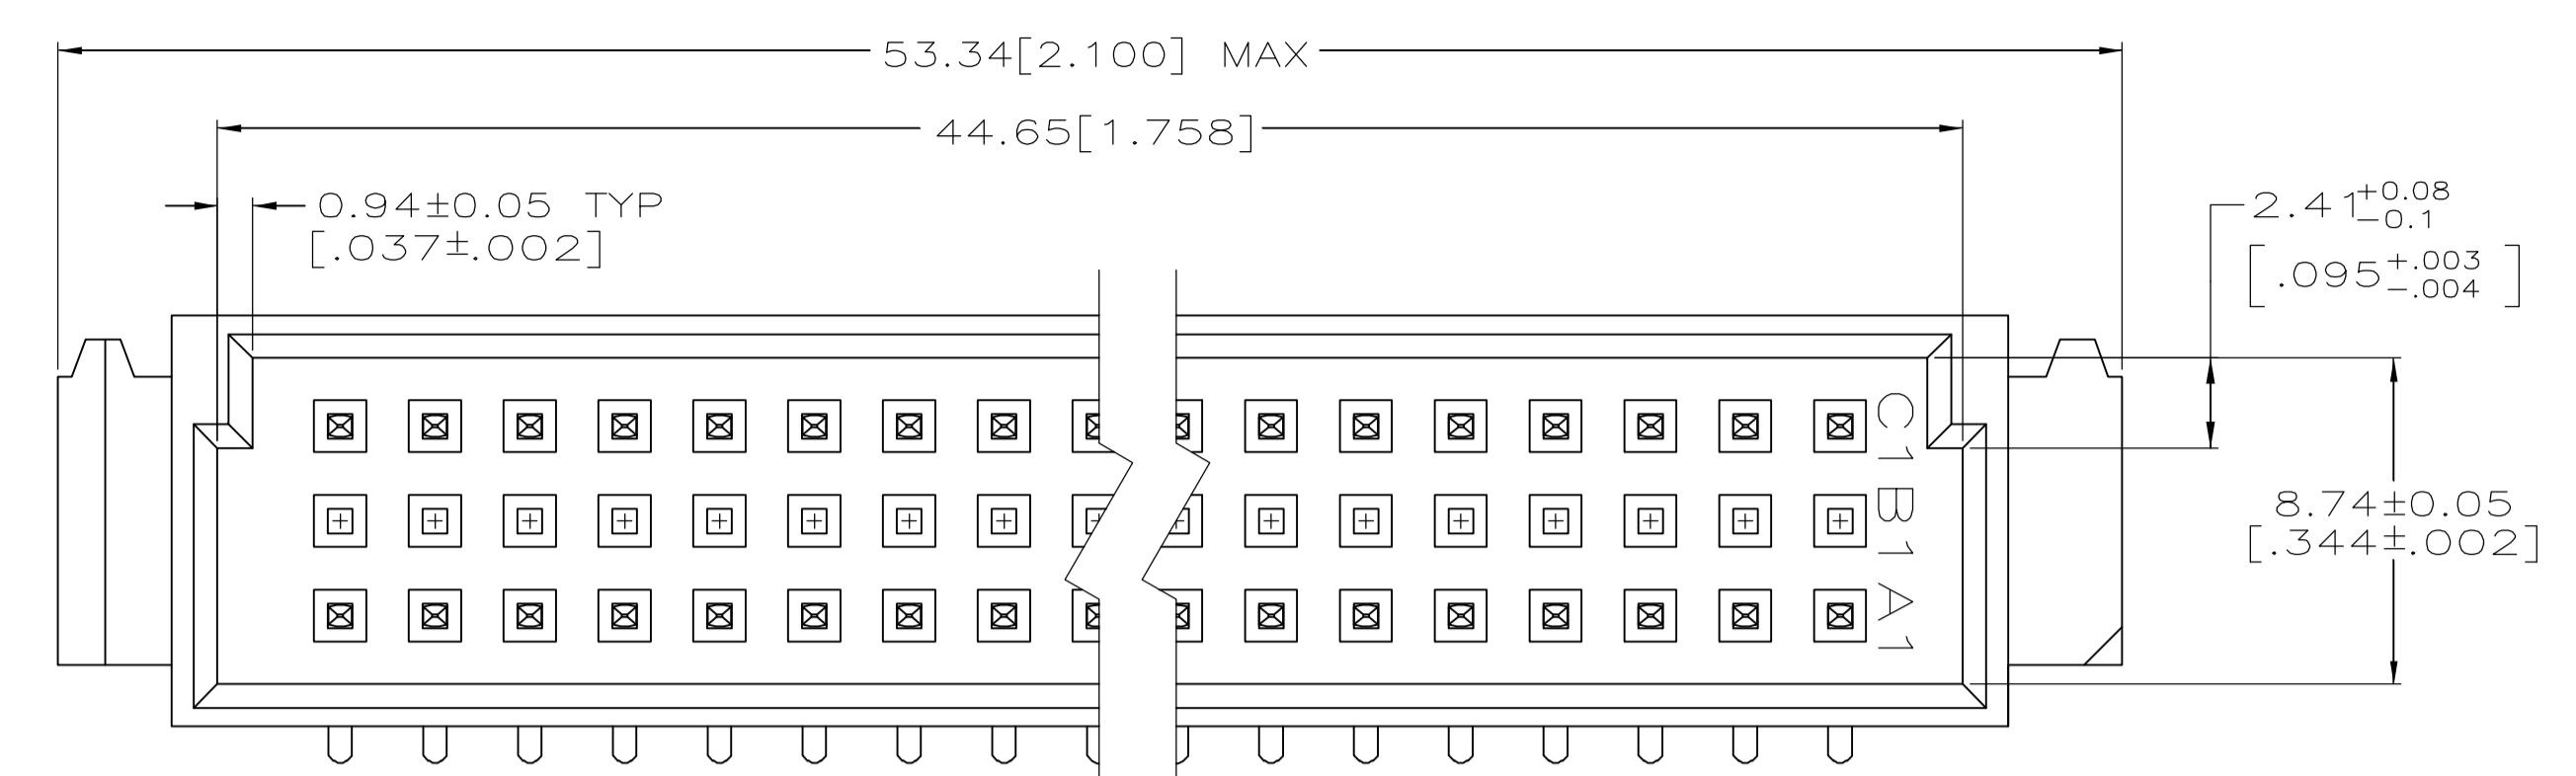 53.34[2.100] MAX
44.65[1.758]
0.94±0.05 TYP
[.037±.002]
2.41+0.08
-0.1
[.095+.003
-.004]
8.74±0.05
[.344±.002]
C1
B1
A1